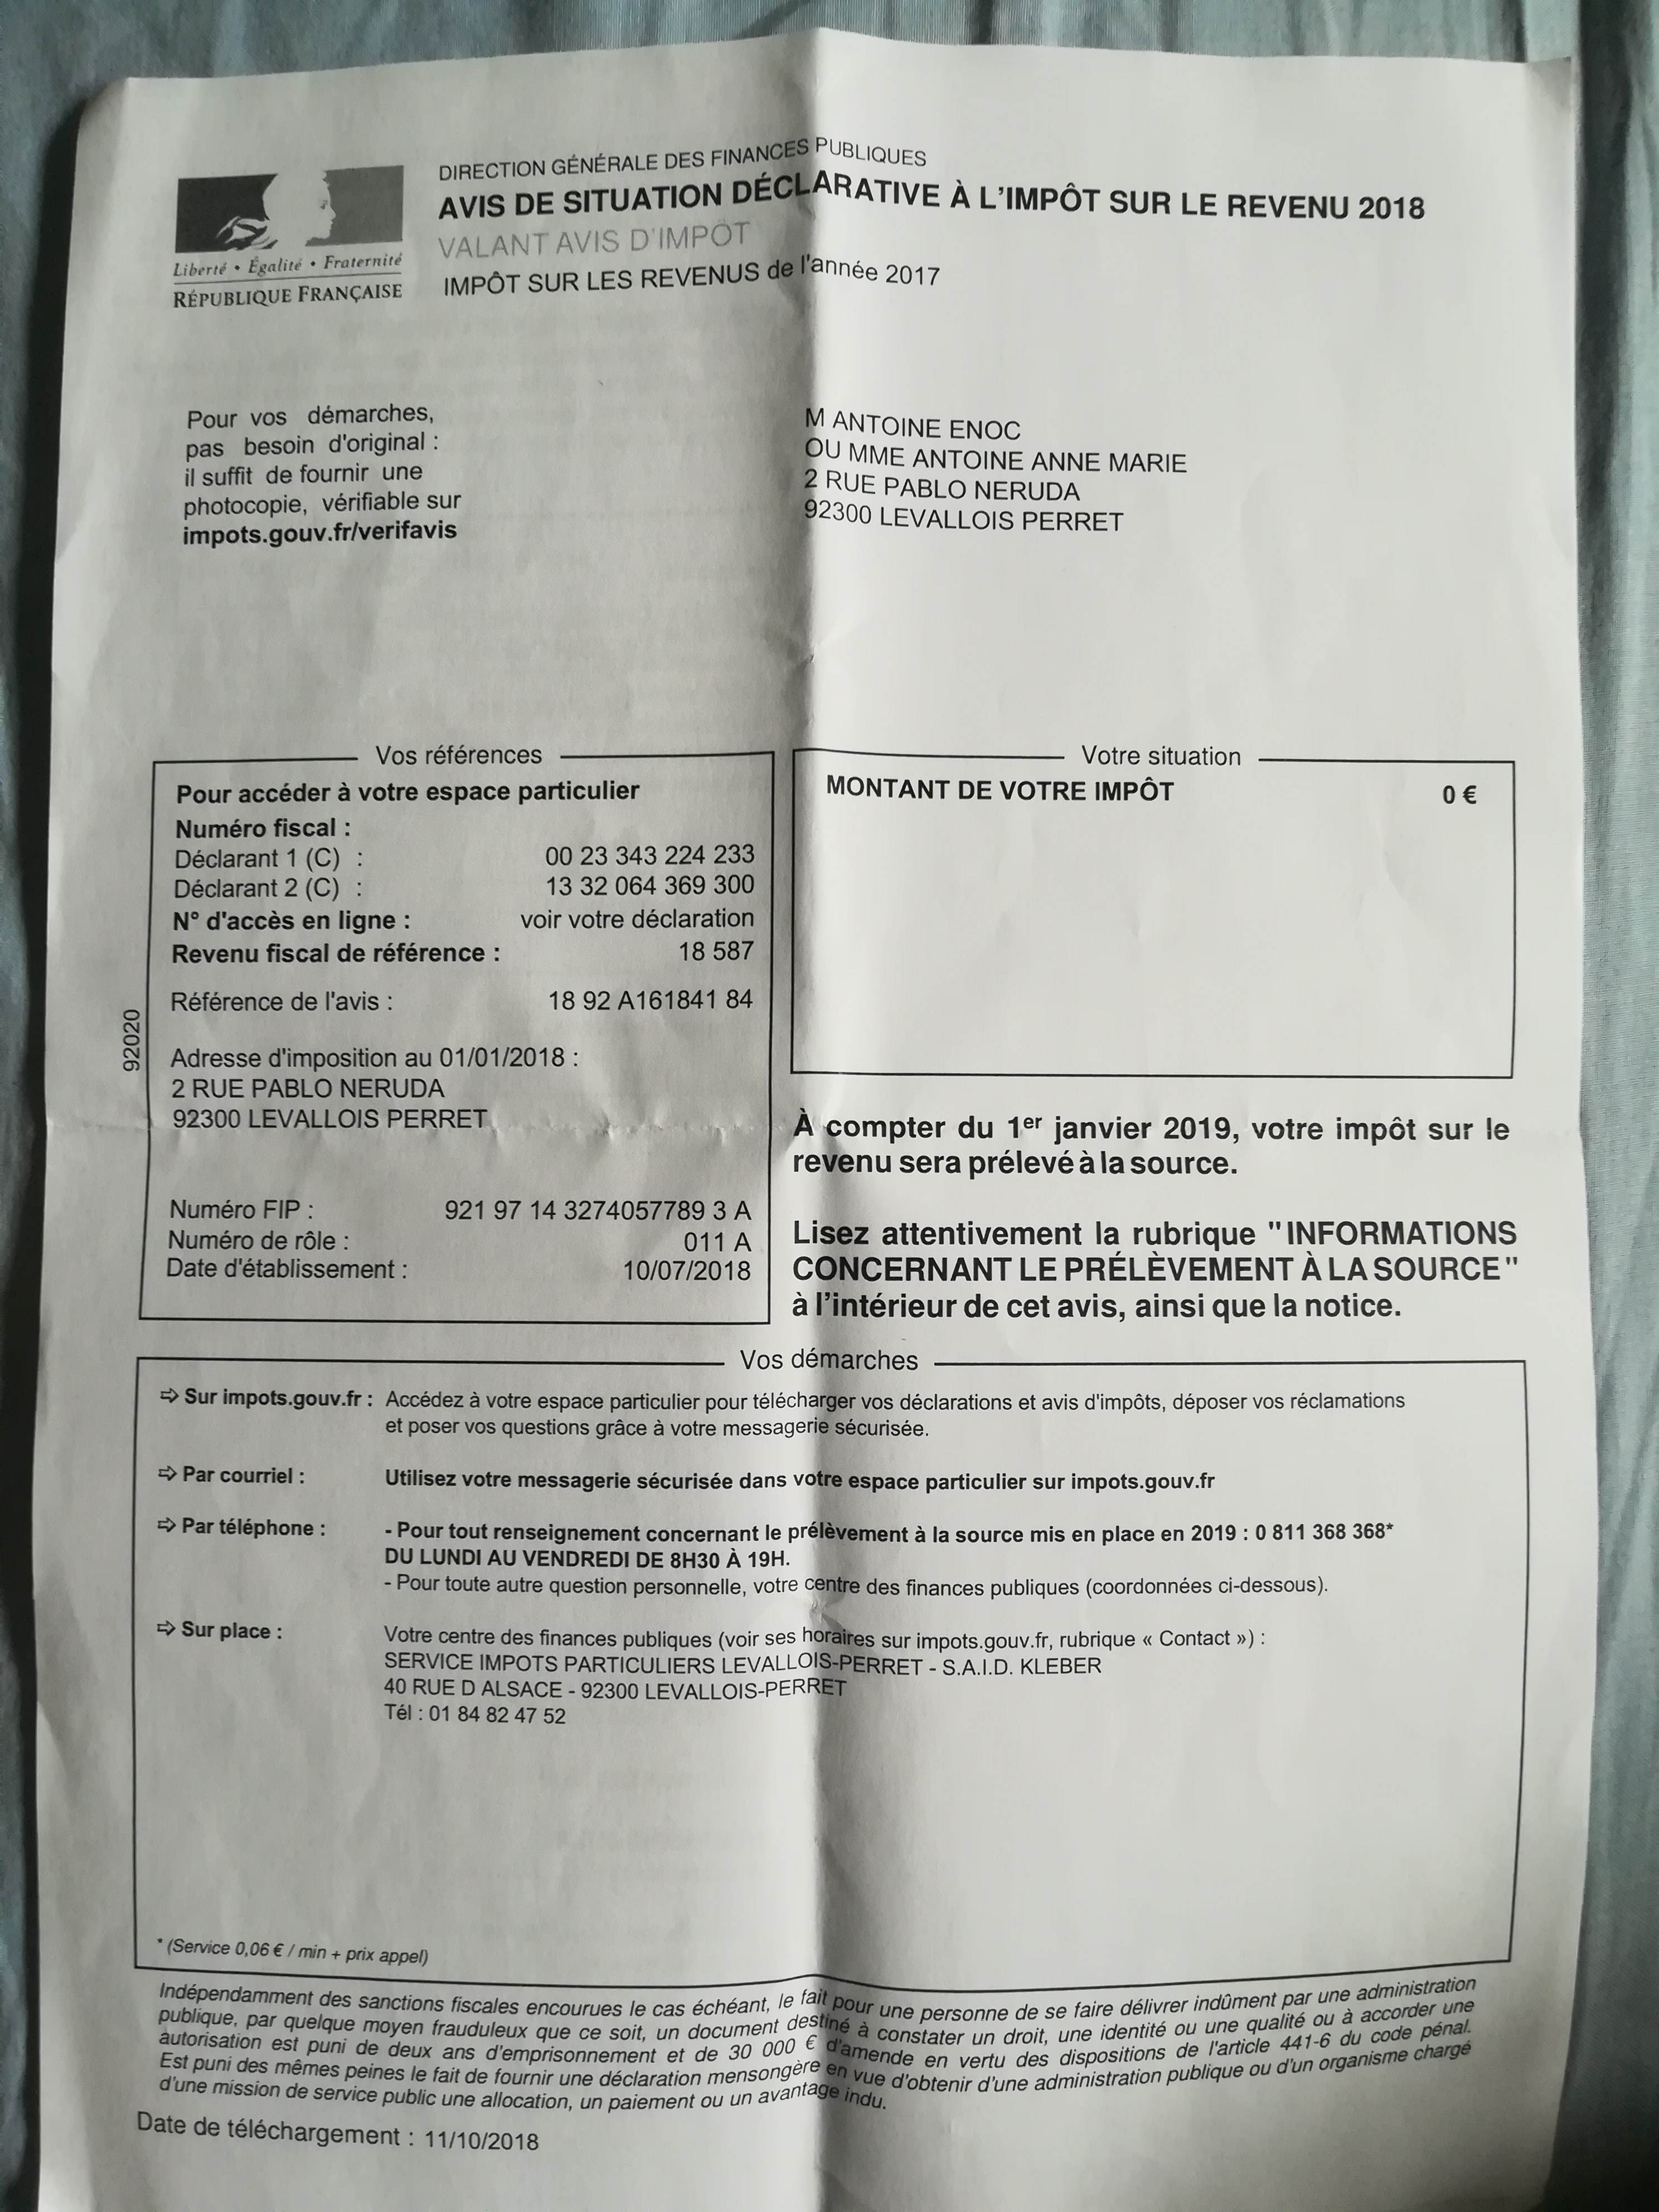 DIRECTION GÉNÉRALE DES FINANCES PUBLIQUES
AVIS DE SITUATION DÉCLARATIVE À L'IMPÔT SUR LE REVENU 2018
VALANT AVIS D'IMPÔT
IMPÔT SUR LES REVENUS de l'année 2017
Liberté • Égalité • Fraternité
RÉPUBLIQUE FRANÇAISE
Pour vos démarches,
pas besoin d'original :
il suffit de fournir une
photocopie, vérifiable sur
impots.gouv.fr/verifavis
M ANTOINE ENOC
OU MME ANTOINE ANNE MARIE
2 RUE PABLO NERUDA
92300 LEVALLOIS PERRET
Vos références
Pour accéder à votre espace particulier
Numéro fiscal :
Déclarant 1 (C) : 00 23 343 224 233
Déclarant 2 (C) : 13 32 064 369 300
N° d'accès en ligne : voir votre déclaration
Revenu fiscal de référence : 18 587
Référence de l'avis : 18 92 A161841 84
92020
Adresse d'imposition au 01/01/2018 :
2 RUE PABLO NERUDA
92300 LEVALLOIS PERRET
Numéro FIP : 921 97 14 3274057789 3 A
Numéro de rôle : 011 A
Date d'établissement : 10/07/2018
Votre situation
MONTANT DE VOTRE IMPÔT 0 €
À compter du 1er janvier 2019, votre impôt sur le
revenu sera prélevé à la source.
Lisez attentivement la rubrique "INFORMATIONS
CONCERNANT LE PRÉLÈVEMENT À LA SOURCE"
à l'intérieur de cet avis, ainsi que la notice.
Vos démarches
⇨ Sur impots.gouv.fr : Accédez à votre espace particulier pour télécharger vos déclarations et avis d'impôts, déposer vos réclamations
et poser vos questions grâce à votre messagerie sécurisée.
⇨ Par courriel : Utilisez votre messagerie sécurisée dans votre espace particulier sur impots.gouv.fr
⇨ Par téléphone : - Pour tout renseignement concernant le prélèvement à la source mis en place en 2019 : 0 811 368 368*
DU LUNDI AU VENDREDI DE 8H30 À 19H.
- Pour toute autre question personnelle, votre centre des finances publiques (coordonnées ci-dessous).
⇨ Sur place : Votre centre des finances publiques (voir ses horaires sur impots.gouv.fr, rubrique « Contact ») :
SERVICE IMPOTS PARTICULIERS LEVALLOIS-PERRET - S.A.I.D. KLEBER
40 RUE D ALSACE - 92300 LEVALLOIS-PERRET
Tél : 01 84 82 47 52
* (Service 0,06 € / min + prix appel)
Indépendamment des sanctions fiscales encourues le cas échéant, le fait pour une personne de se faire délivrer indûment par une administration
publique, par quelque moyen frauduleux que ce soit, un document destiné à constater un droit, une identité ou une qualité ou à accorder une
autorisation est puni de deux ans d'emprisonnement et de 30 000 € d'amende en vertu des dispositions de l'article 441-6 du code pénal.
Est puni des mêmes peines le fait de fournir une déclaration mensongère en vue d'obtenir d'une administration publique ou d'un organisme chargé
d'une mission de service public une allocation, un paiement ou un avantage indu.
Date de téléchargement : 11/10/2018